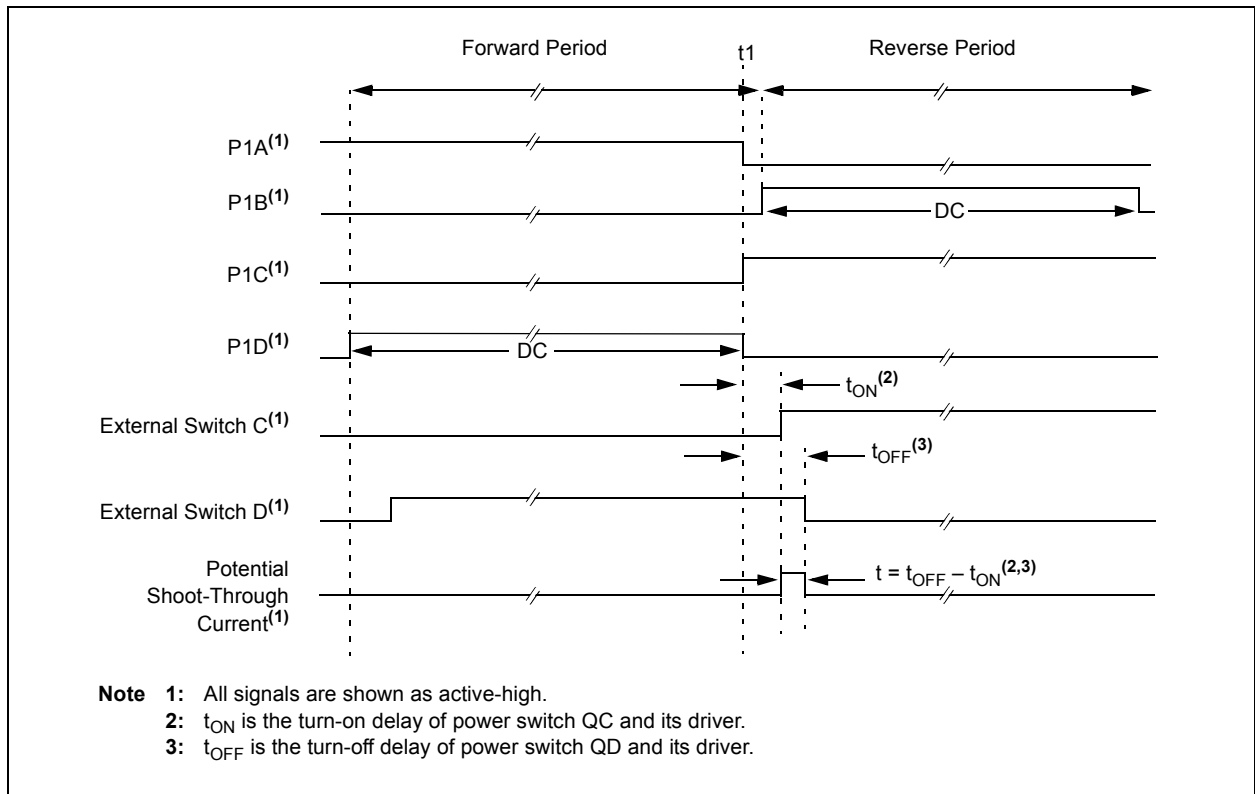 Forward Period
t1
Reverse Period
P1A(1)
P1B(1)
DC
P1C(1)
P1D(1)
DC
tON(2)
External Switch C(1)
tOFF(3)
External Switch D(1)
Potential
Shoot-Through
Current(1)
t = tOFF – tON(2,3)
Note 1: All signals are shown as active-high.
2: tON is the turn-on delay of power switch QC and its driver.
3: tOFF is the turn-off delay of power switch QD and its driver.